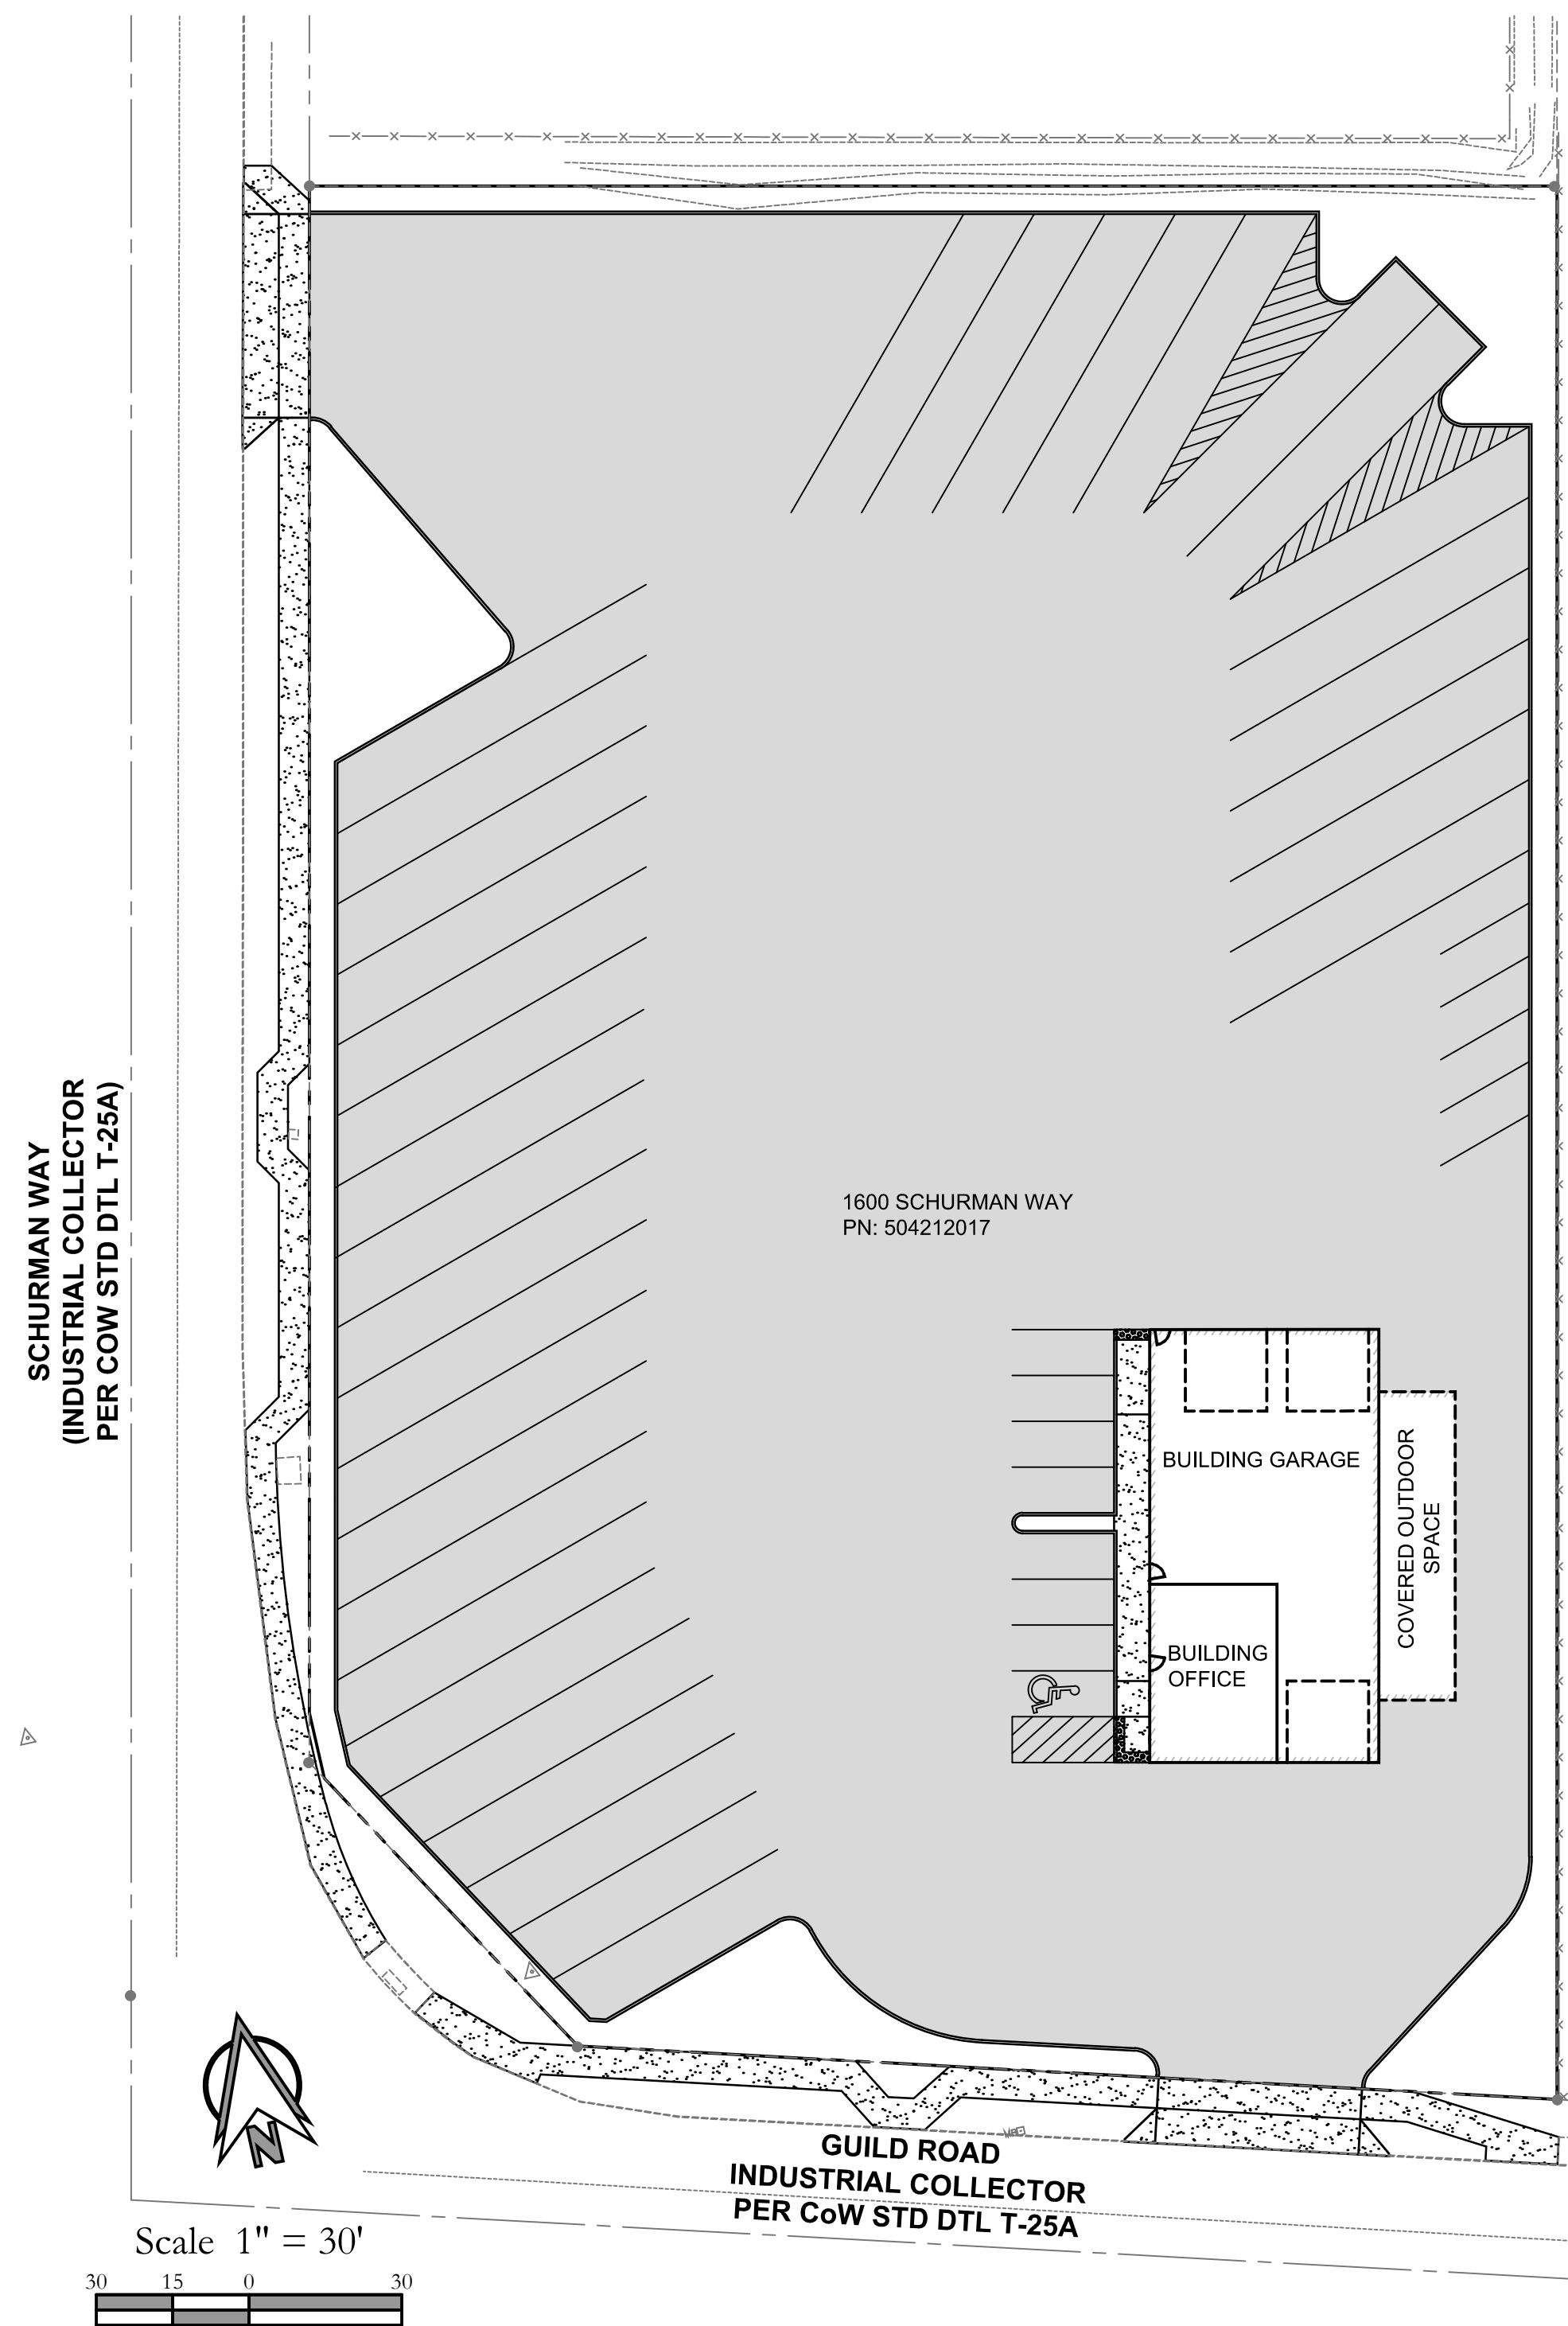 1600 SCHURMAN WAY
PN: 504212017
SCHURMAN WAY
(INDUSTRIAL COLLECTOR
PER COW STD DTL T-25A)
BUILDING GARAGE
COVERED OUTDOOR
SPACE
BUILDING
OFFICE
GUILD ROAD
INDUSTRIAL COLLECTOR
PER CoW STD DTL T-25A
N
Scale 1" = 30'
30 15 0 30